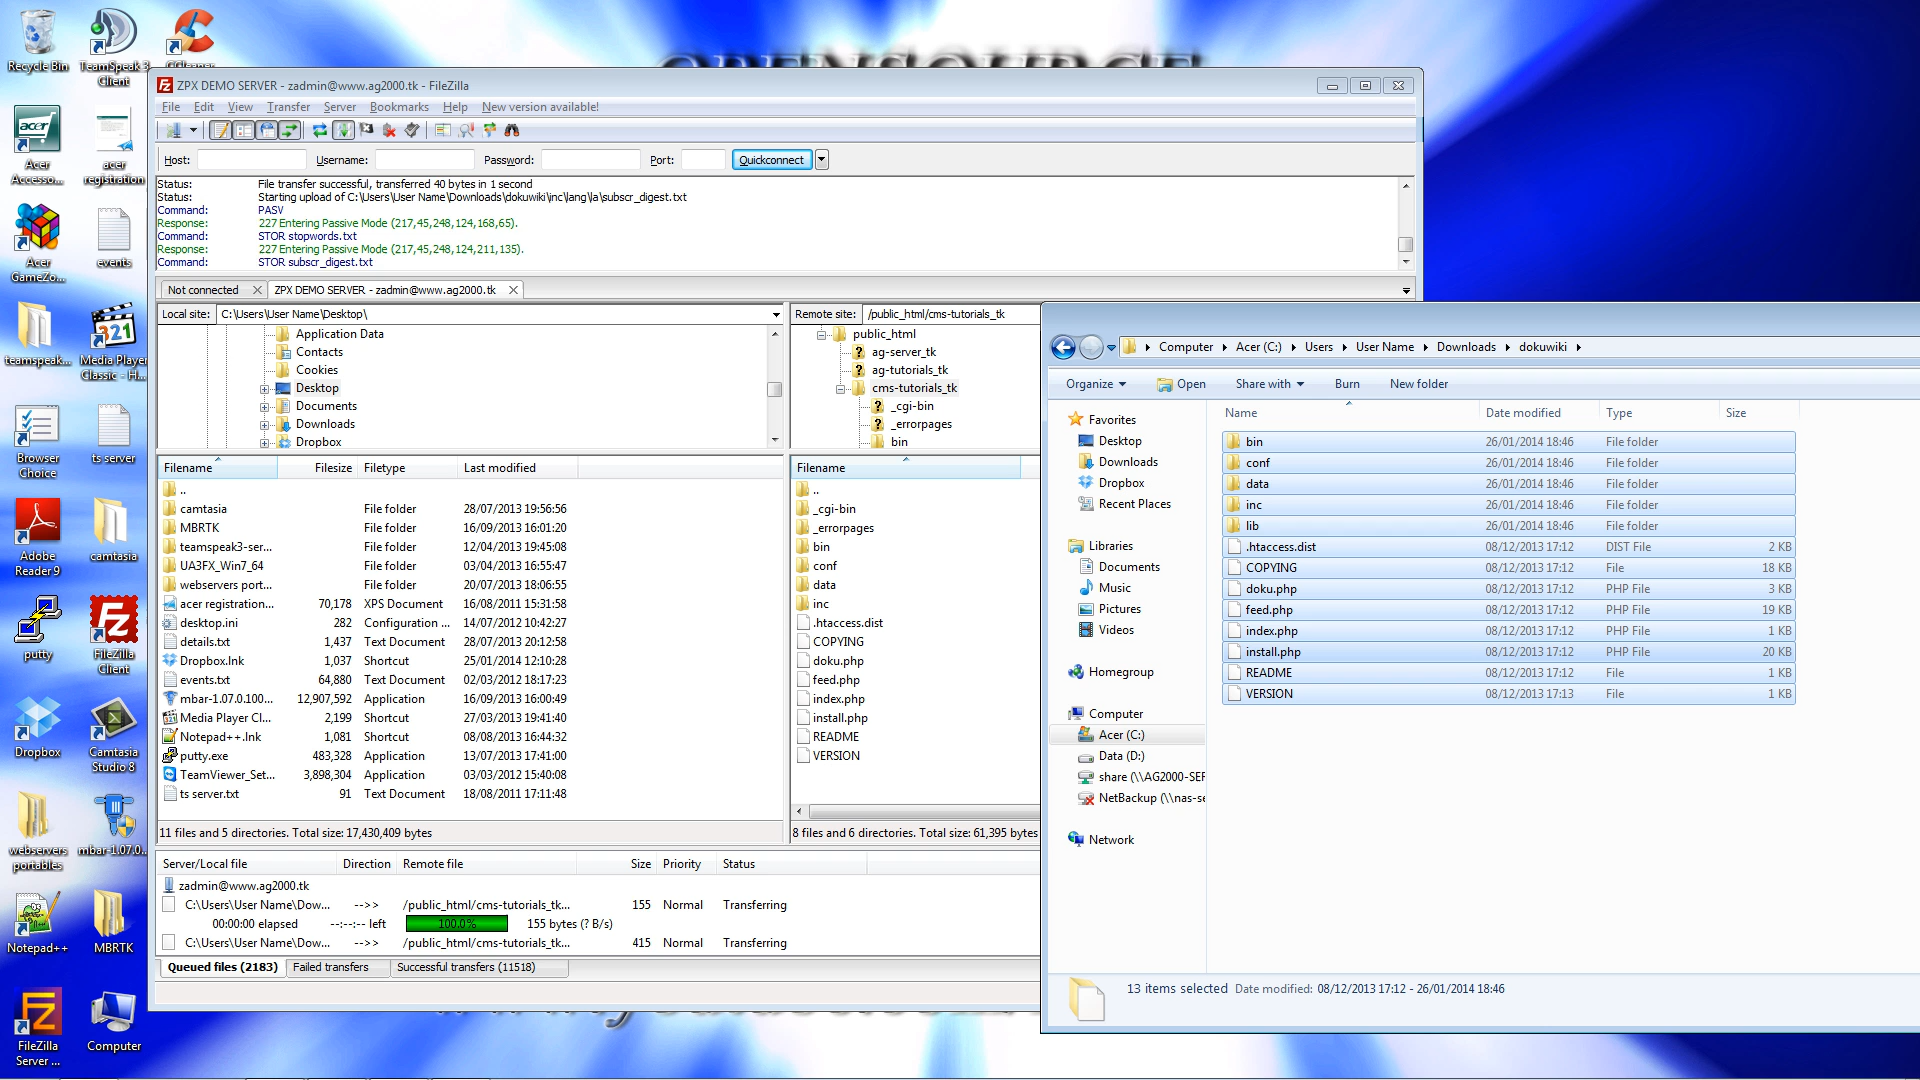 Recycle Bin
TeamSpeak 3 Client
CCleaner
Acer Accesso...
acer registration
Acer GameZo...
events
teamspeak...
Media Player Classic - H...
Browser Choice
ts server
Adobe Reader 9
camtasia
putty
FileZilla Client
Dropbox
Camtasia Studio 8
webservers portables
mbar-1.07.0...
Notepad++
MBRTK
FileZilla Server ...
Computer
ZPX DEMO SERVER - zadmin@www.ag2000.tk - FileZilla
File Edit View Transfer Server Bookmarks Help New version available!
Host: Username: Password: Port: Quickconnect
Status: File transfer successful, transferred 40 bytes in 1 second
Status: Starting upload of C:\Users\User Name\Downloads\dokuwiki\inc\lang\la\subscr_digest.txt
Command: PASV
Response: 227 Entering Passive Mode (217,45,248,124,168,65).
Command: STOR stopwords.txt
Response: 227 Entering Passive Mode (217,45,248,124,211,135).
Command: STOR subscr_digest.txt
Not connected
ZPX DEMO SERVER - zadmin@www.ag2000.tk
Local site: C:\Users\User Name\Desktop\
Application Data
Contacts
Cookies
Desktop
Documents
Downloads
Dropbox
Filename Filesize Filetype Last modified
..
camtasia File folder 28/07/2013 19:56:56
MBRTK File folder 16/09/2013 16:01:20
teamspeak3-ser... File folder 12/04/2013 19:45:08
UA3FX_Win7_64 File folder 03/04/2013 16:55:47
webservers port... File folder 20/07/2013 18:06:55
acer registration... 70,178 XPS Document 16/08/2011 15:31:58
desktop.ini 282 Configuration ... 14/07/2012 10:42:27
details.txt 1,437 Text Document 28/07/2013 20:12:58
Dropbox.lnk 1,037 Shortcut 25/01/2014 12:10:28
events.txt 64,880 Text Document 02/03/2012 18:17:23
mbar-1.07.0.100... 12,907,592 Application 16/09/2013 16:00:49
Media Player Cl... 2,199 Shortcut 27/03/2013 19:41:40
Notepad++.lnk 1,081 Shortcut 08/08/2013 16:44:32
putty.exe 483,328 Application 13/07/2013 17:41:00
TeamViewer_Set... 3,898,304 Application 03/03/2012 15:40:08
ts server.txt 91 Text Document 18/08/2011 17:11:48
11 files and 5 directories. Total size: 17,430,409 bytes
Remote site: /public_html/cms-tutorials_tk
public_html
ag-server_tk
ag-tutorials_tk
cms-tutorials_tk
_cgi-bin
_errorpages
bin
Filename
..
_cgi-bin
_errorpages
bin
conf
data
inc
.htaccess.dist
COPYING
doku.php
feed.php
index.php
install.php
README
VERSION
8 files and 6 directories. Total size: 61,395 bytes
Server/Local file Direction Remote file Size Priority Status
zadmin@www.ag2000.tk
C:\Users\User Name\Dow... -->> /public_html/cms-tutorials_tk... 155 Normal Transferring
00:00:00 elapsed --:--:-- left 100.0% 155 bytes (? B/s)
C:\Users\User Name\Dow... -->> /public_html/cms-tutorials_tk... 415 Normal Transferring
Queued files (2183) Failed transfers Successful transfers (11518)
Computer Acer (C:) Users User Name Downloads dokuwiki
Organize Open Share with Burn New folder
Favorites
Desktop
Downloads
Dropbox
Recent Places
Libraries
Documents
Music
Pictures
Videos
Homegroup
Computer
Acer (C:)
Data (D:)
share (\\AG2000-SER
NetBackup (\\nas-se
Network
Name Date modified Type Size
bin 26/01/2014 18:46 File folder
conf 26/01/2014 18:46 File folder
data 26/01/2014 18:46 File folder
inc 26/01/2014 18:46 File folder
lib 26/01/2014 18:46 File folder
.htaccess.dist 08/12/2013 17:12 DIST File 2 KB
COPYING 08/12/2013 17:12 File 18 KB
doku.php 08/12/2013 17:12 PHP File 3 KB
feed.php 08/12/2013 17:12 PHP File 19 KB
index.php 08/12/2013 17:12 PHP File 1 KB
install.php 08/12/2013 17:12 PHP File 20 KB
README 08/12/2013 17:12 File 1 KB
VERSION 08/12/2013 17:13 File 1 KB
13 items selected Date modified: 08/12/2013 17:12 - 26/01/2014 18:46